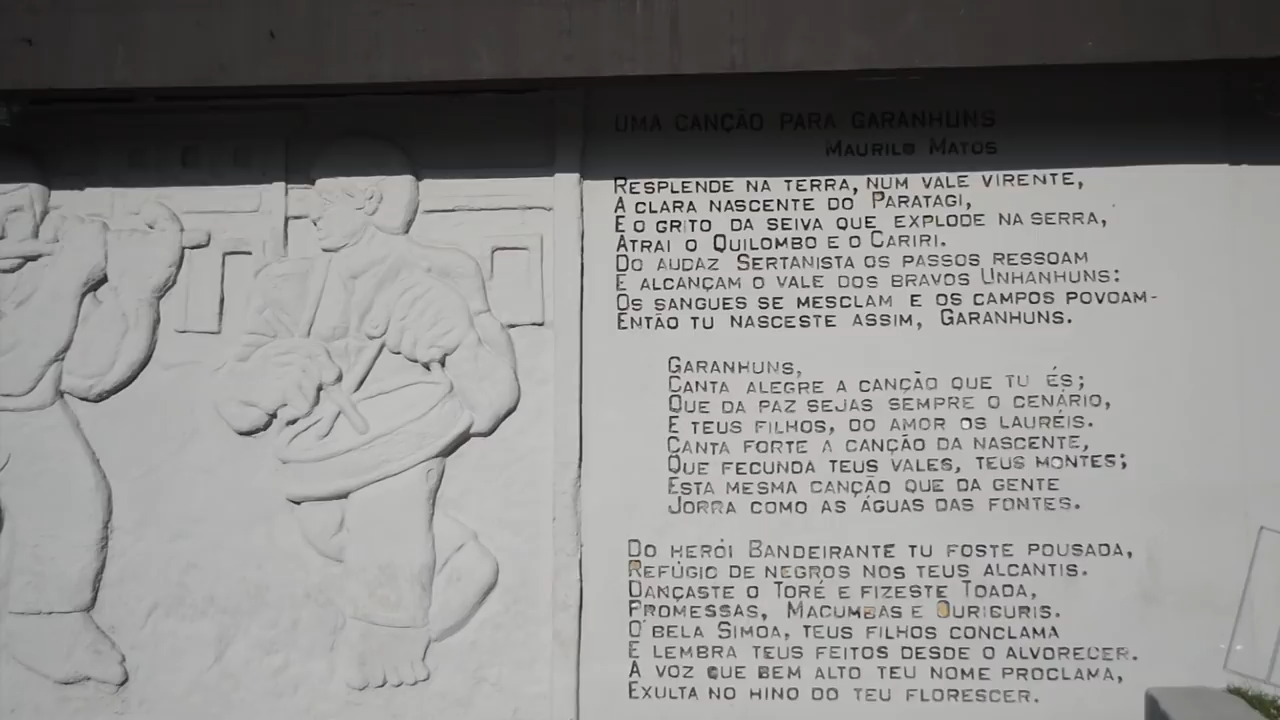 UMA CANÇÃO PARA GARANHUNS
MAURILO MATOS
RESPLENDE NA TERRA, NUM VALE VIRENTE,
A CLARA NASCENTE DO PARATAGI,
E O GRITO DA SEIVA QUE EXPLODE NA SERRA,
ATRAI O QUILOMBO E O CARIRI.
DO AUDAZ SERTANISTA OS PASSOS RESSOAM
E ALCANÇAM O VALE DOS BRAVOS UNHANHUNS:
OS SANGUES SE MESCLAM E OS CAMPOS POVOAM-
ENTÃO TU NASCESTE ASSIM, GARANHUNS.
GARANHUNS,
CANTA ALEGRE A CANÇÃO QUE TU ÉS;
QUE DA PAZ SEJAS SEMPRE O CENÁRIO,
E TEUS FILHOS, DO AMOR OS LAURÉIS.
CANTA FORTE A CANÇÃO DA NASCENTE,
QUE FECUNDA TEUS VALES, TEUS MONTES;
ESTA MESMA CANÇÃO QUE DA GENTE
JORRA COMO AS ÁGUAS DAS FONTES.
DO HERÓI BANDEIRANTE TU FOSTE POUSADA,
REFÚGIO DE NEGROS NOS TEUS ALCANTIS.
DANÇASTE O TORÉ E FIZESTE TOADA,
PROMESSAS, MACUMBAS E OURIGURIS.
Ó BELA SIMOA, TEUS FILHOS CONCLAMA
E LEMBRA TEUS FEITOS DESDE O ALVORECER.
A VOZ QUE BEM ALTO TEU NOME PROCLAMA,
EXULTA NO HINO DO TEU FLORESCER.